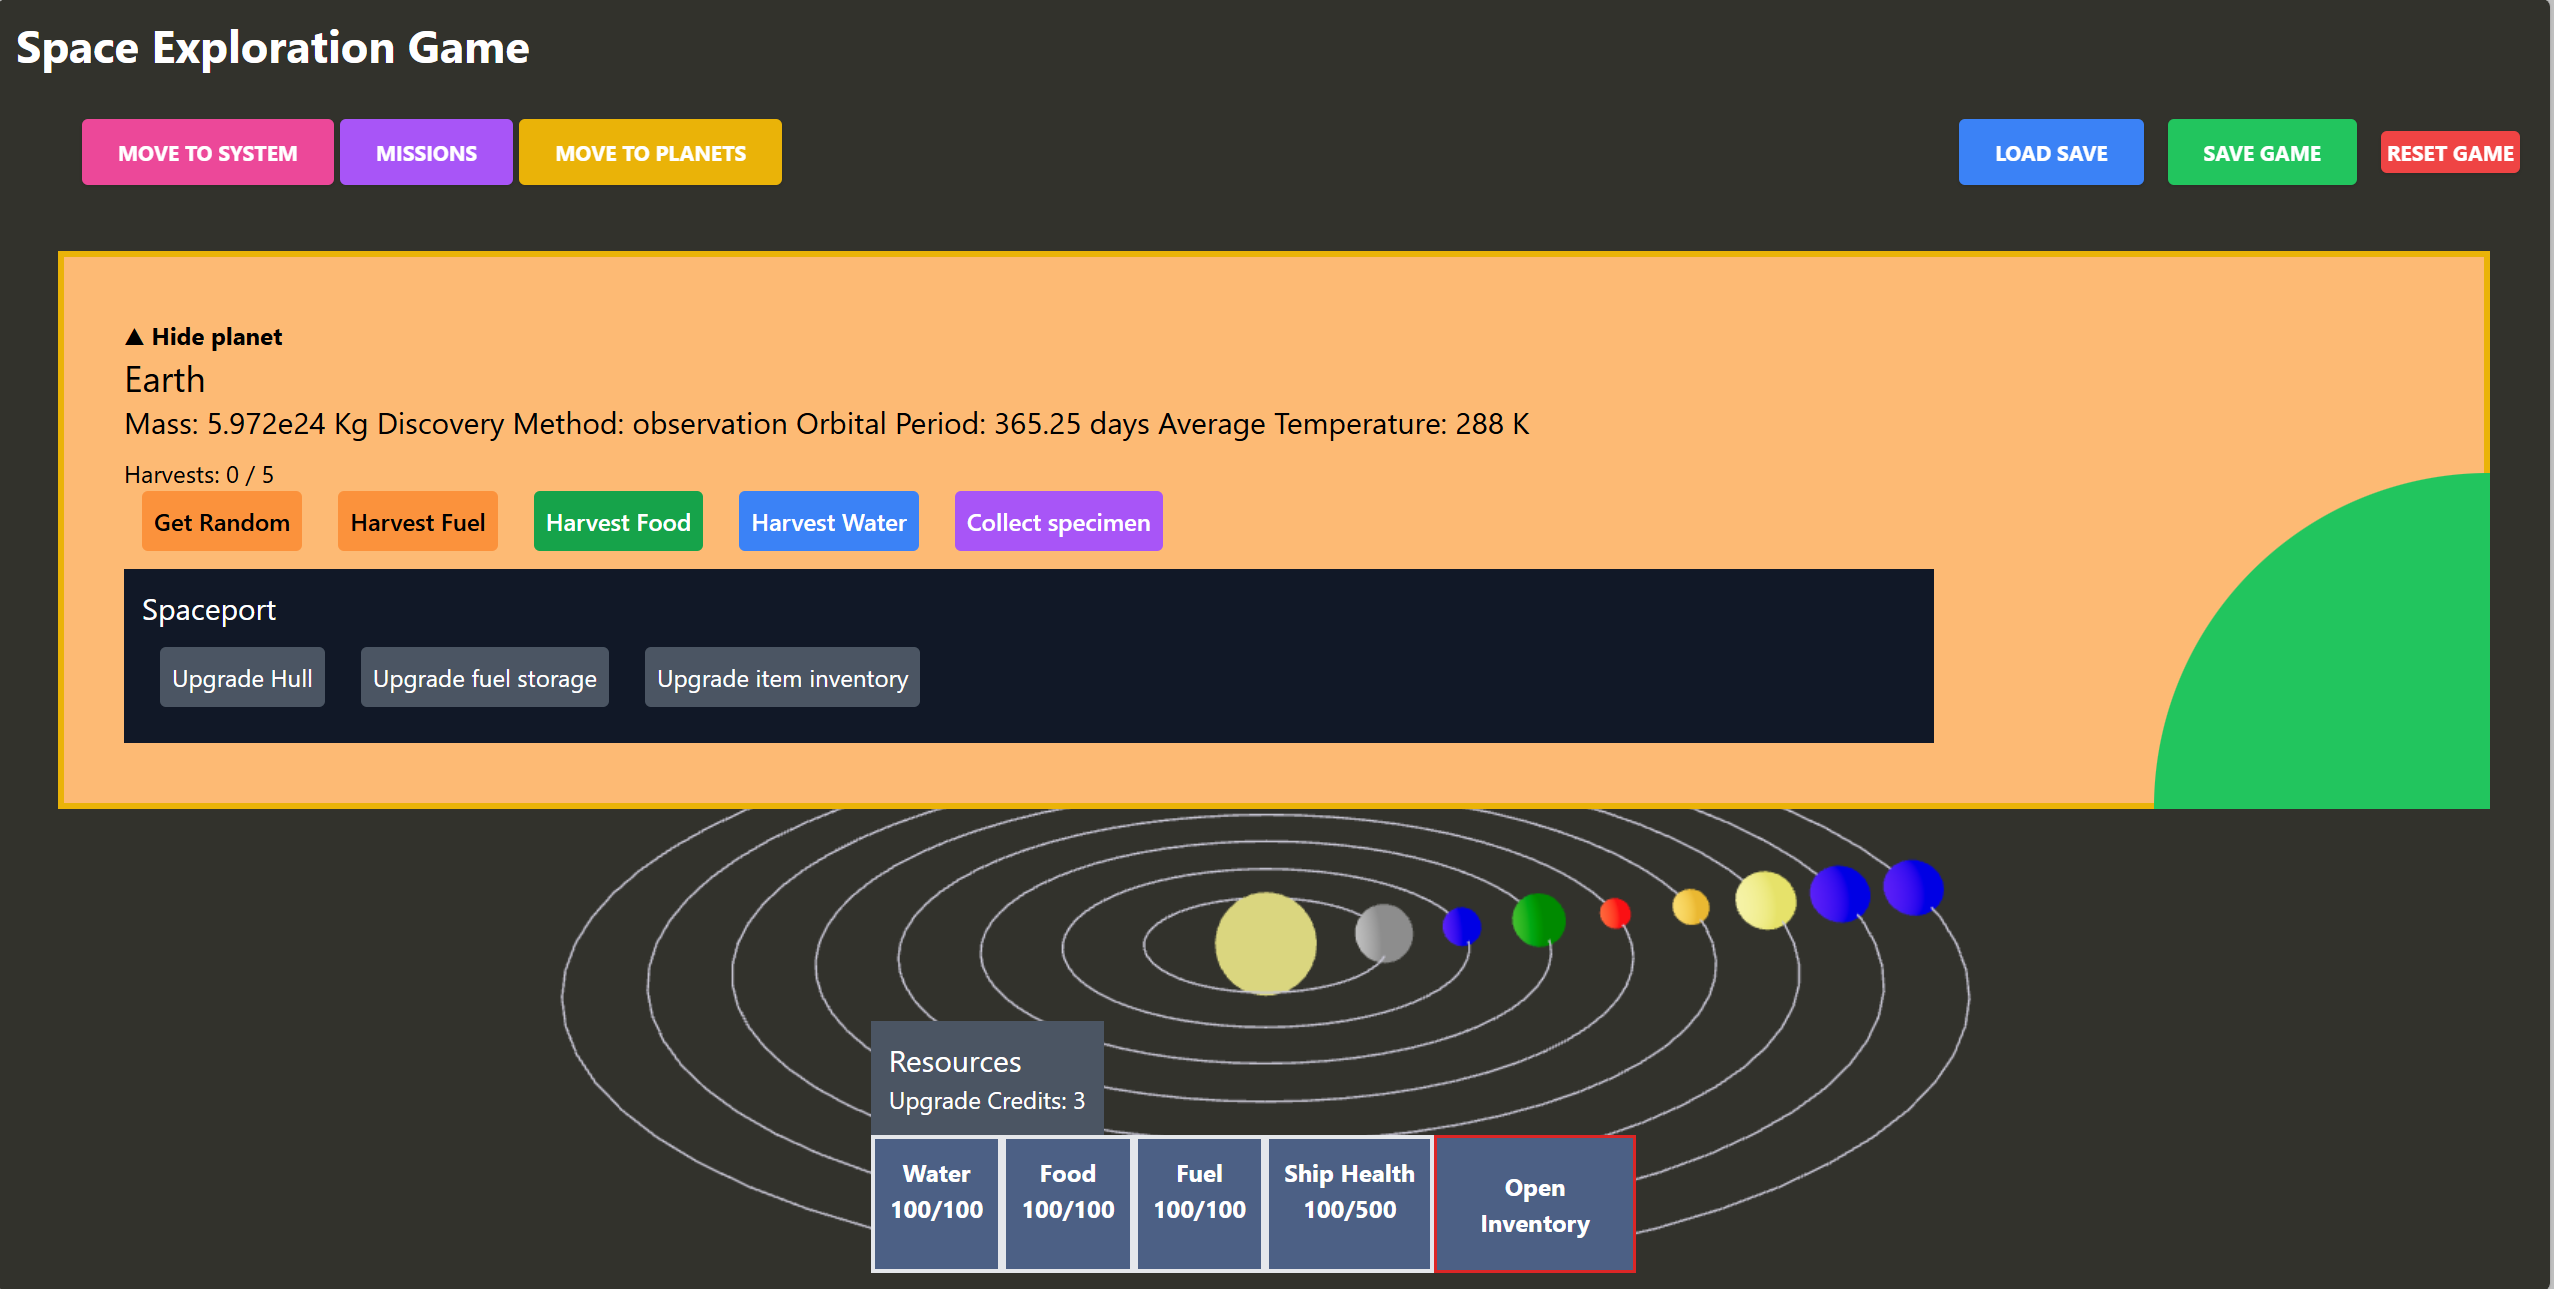 Space Exploration Game
MOVE TO SYSTEM MISSIONS MOVE TO PLANETS LOAD SAVE SAVE GAME RESET GAME
▲ Hide planet
Earth
Mass: 5.972e24 Kg Discovery Method: observation Orbital Period: 365.25 days Average Temperature: 288 K
Harvests: 0 / 5
Get Random Harvest Fuel Harvest Food Harvest Water Collect specimen
Spaceport
Upgrade Hull Upgrade fuel storage Upgrade item inventory
Resources
Upgrade Credits: 3
Water
100/100
Food
100/100
Fuel
100/100
Ship Health
100/500
Open
Inventory